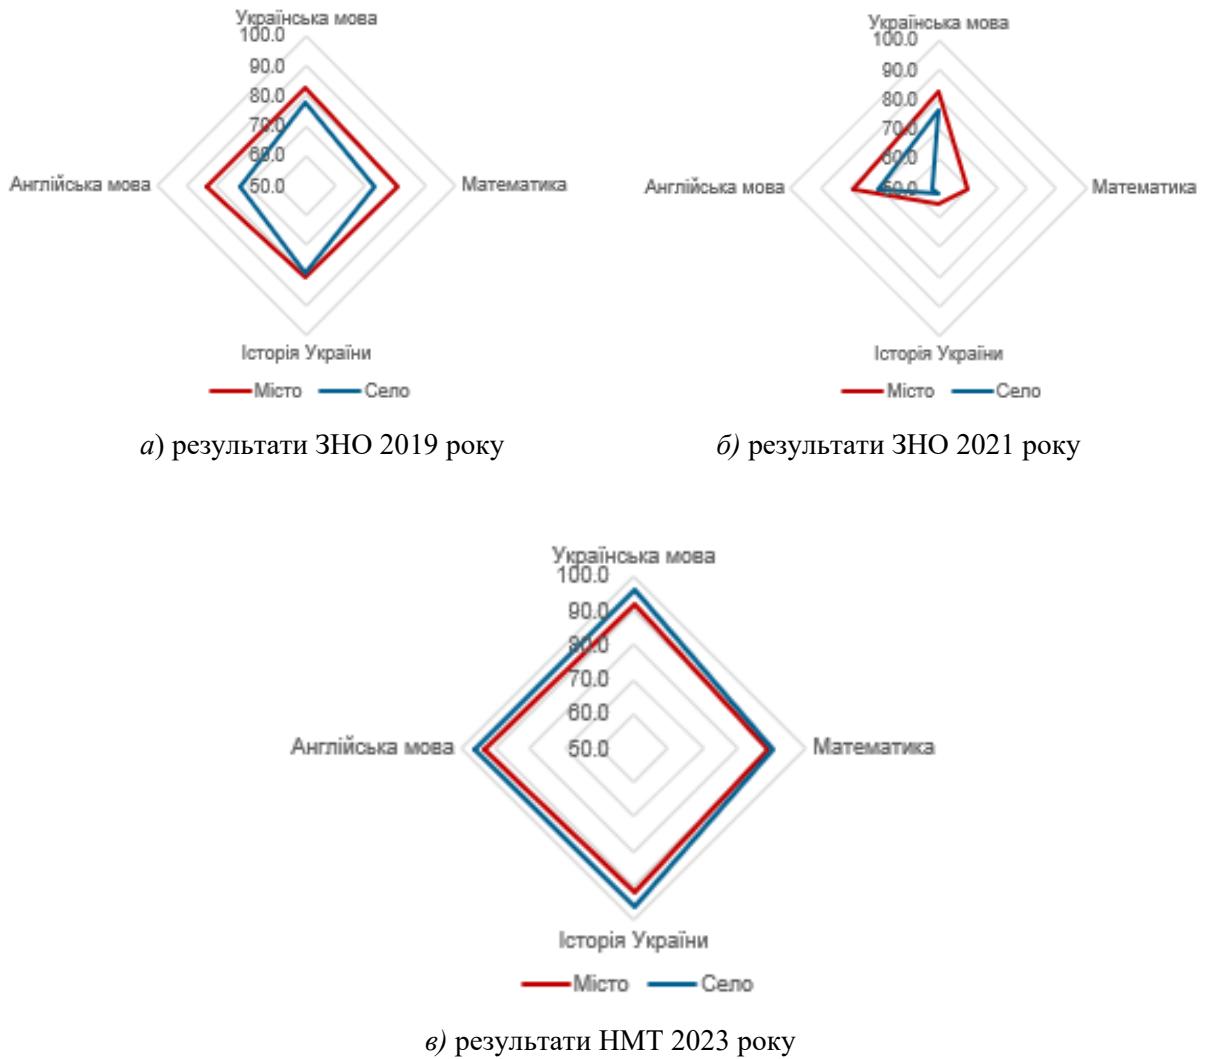 Українська мова
100.0
90.0
80.0
70.0
60.0
50.0
Англійська мова
Математика
Історія України
Місто Село
а) результати ЗНО 2019 року
Українська мова
100.0
90.0
80.0
70.0
60.0
50.0
Англійська мова
Математика
Історія України
Місто Село
б) результати ЗНО 2021 року
Українська мова
100.0
90.0
80.0
70.0
60.0
50.0
Англійська мова
Математика
Історія України
Місто Село
в) результати НМТ 2023 року